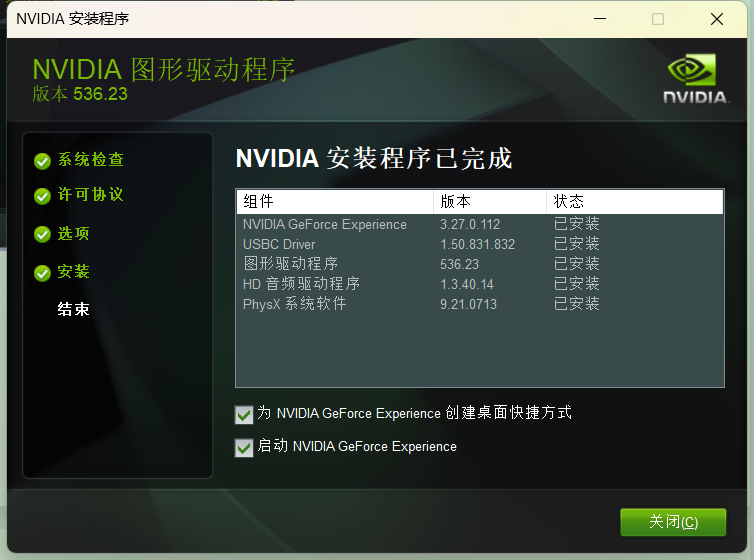 NVIDIA 安装程序
NVIDIA 图形驱动程序
版本 536.23
NVIDIA.
系统检查
许可协议
选项
安装
结束
NVIDIA 安装程序已完成
组件 版本 状态
NVIDIA GeForce Experience 3.27.0.112 已安装
USBC Driver 1.50.831.832 已安装
图形驱动程序 536.23 已安装
HD 音频驱动程序 1.3.40.14 已安装
PhysX 系统软件 9.21.0713 已安装
为 NVIDIA GeForce Experience 创建桌面快捷方式
启动 NVIDIA GeForce Experience
关闭(C)